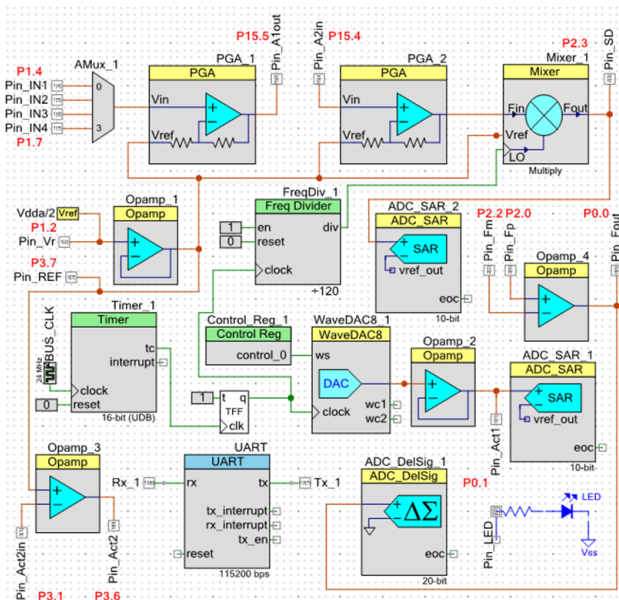 P15.5
Pin_A1out
Pin_A2in
P15.4
P2.3
Pin_SD
P1.4
AMux_1
PGA_1
PGA
PGA_2
PGA
Mixer_1
Mixer
Pin_IN1
Pin_IN2
Pin_IN3
Pin_IN4
0
3
P1.7
Vin
Vref
Vin
Vref
Fin
Fout
Vref
LO
Multiply
Vdda/2
Vref
P1.2
Pin_Vr
P3.7
Pin_REF
Opamp_1
Opamp
FreqDiv_1
Freq Divider
1
en
div
0
reset
clock
÷120
ADC_SAR_2
ADC_SAR
SAR
vref_out
eoc
10-bit
P2.2
P2.0
P0.0
Pin_Fm
Pin_Fp
Pin_Fout
Opamp_4
Opamp
BUS_CLK
24 MHz
Timer_1
Timer
tc
interrupt
clock
0
reset
16-bit (UDB)
Control_Reg_1
Control Reg
control_0
1
t
q
TFF
clk
WaveDAC8_1
WaveDAC8
ws
DAC
wc1
wc2
clock
Opamp_2
Opamp
Pin_Act1
ADC_SAR_1
ADC_SAR
SAR
vref_out
eoc
10-bit
Opamp_3
Opamp
Pin_Act2in
Pin_Act2
P3.1
P3.6
UART
UART
Rx_1
rx
tx
Tx_1
tx_interrupt
rx_interrupt
tx_en
reset
115200 bps
ADC_DelSig_1
ADC_DelSig
ΔΣ
eoc
20-bit
P0.1
Pin_LED
LED
Vss